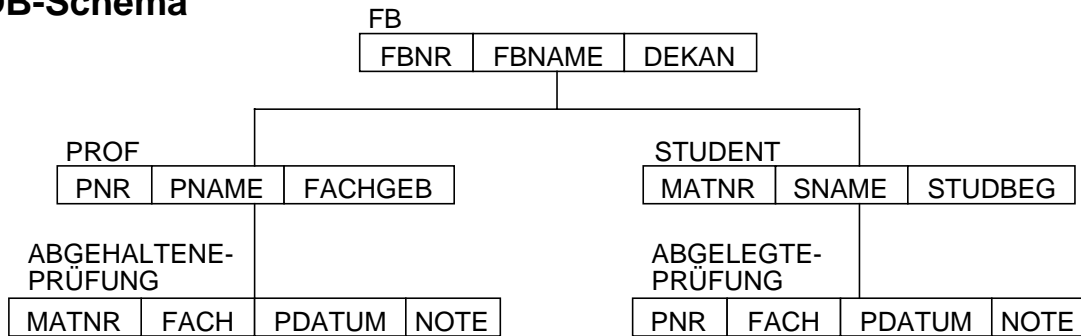 DB-Schema
FB
FBNR FBNAME DEKAN
PROF
PNR PNAME FACHGEB
STUDENT
MATNR SNAME STUDBEG
ABGEHALTENE-
PRÜFUNG
MATNR FACH PDATUM NOTE
ABGELEGTE-
PRÜFUNG
PNR FACH PDATUM NOTE